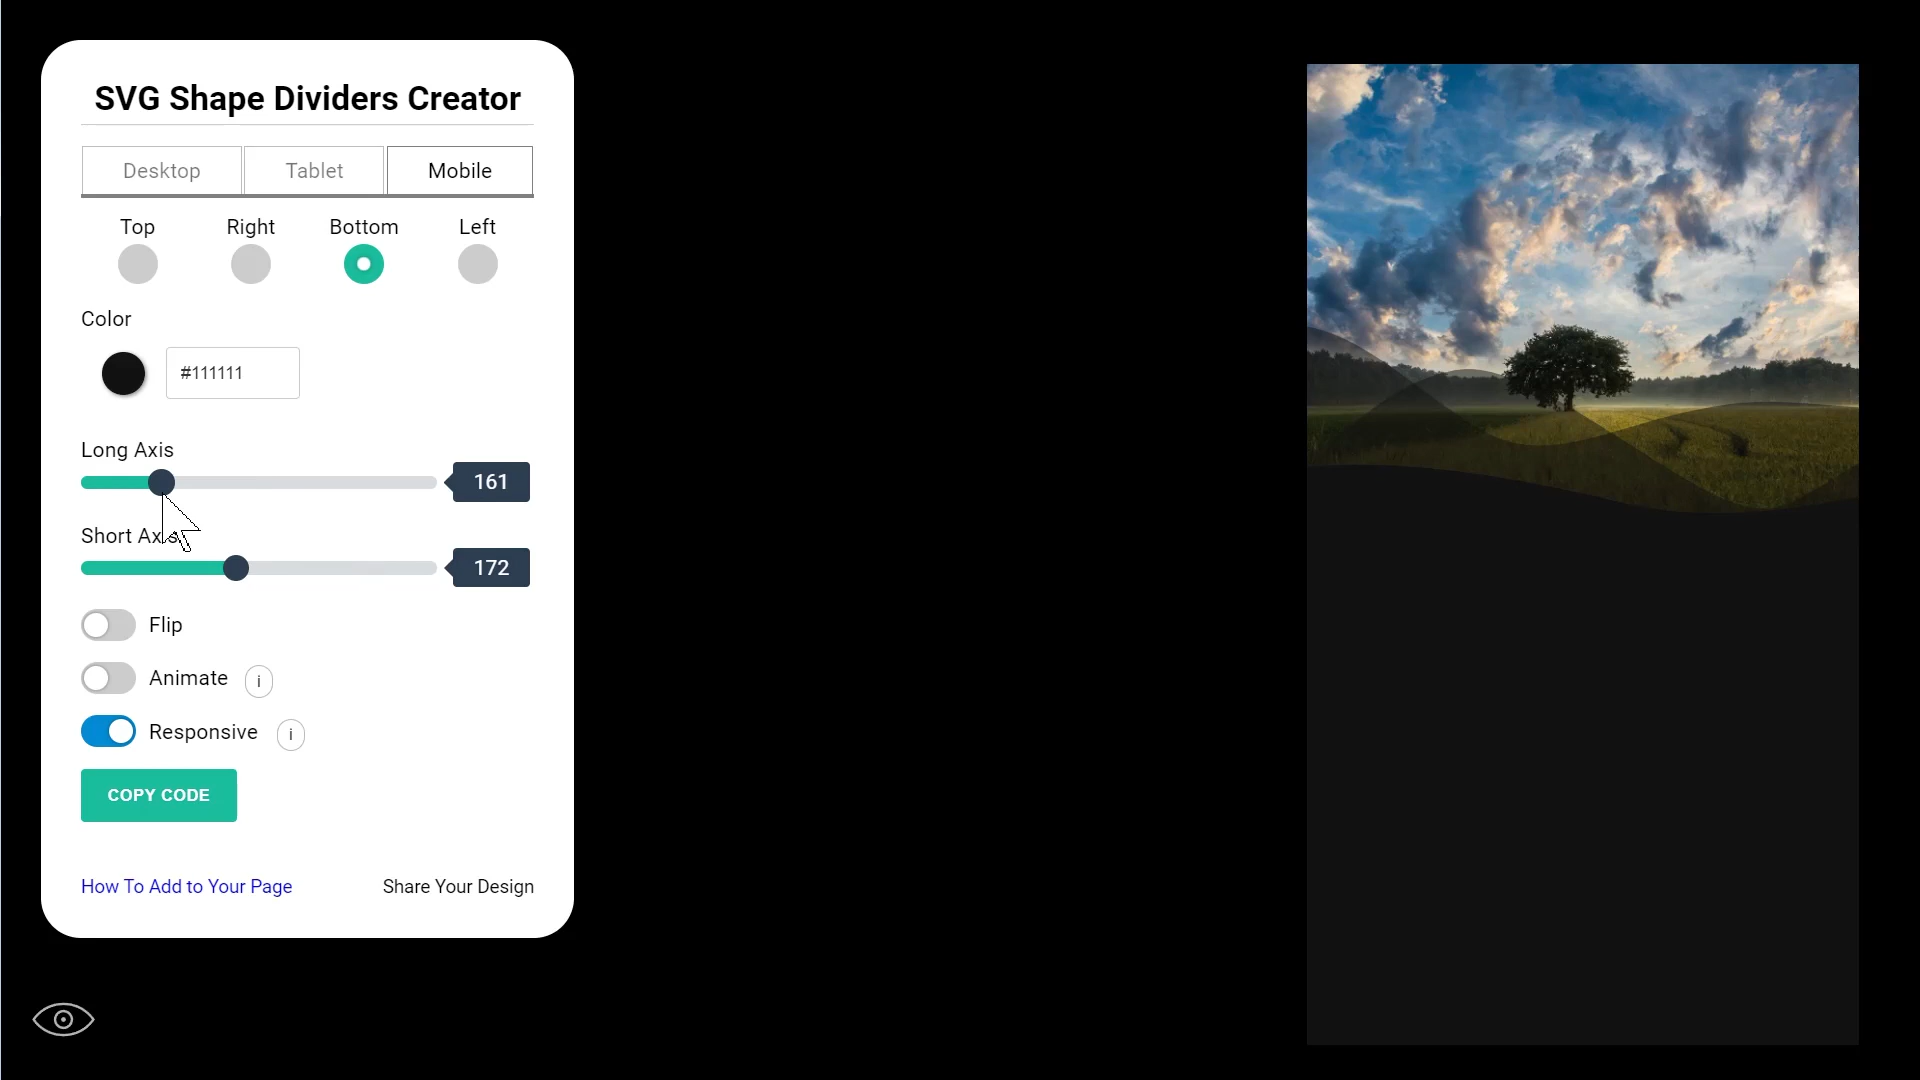 SVG Shape Dividers Creator
Desktop
Tablet
Mobile
Top
Right
Bottom
Left
Color
#111111
Long Axis
161
Short Axis
172
Flip
Animate
i
Responsive
i
COPY CODE
How To Add to Your Page
Share Your Design